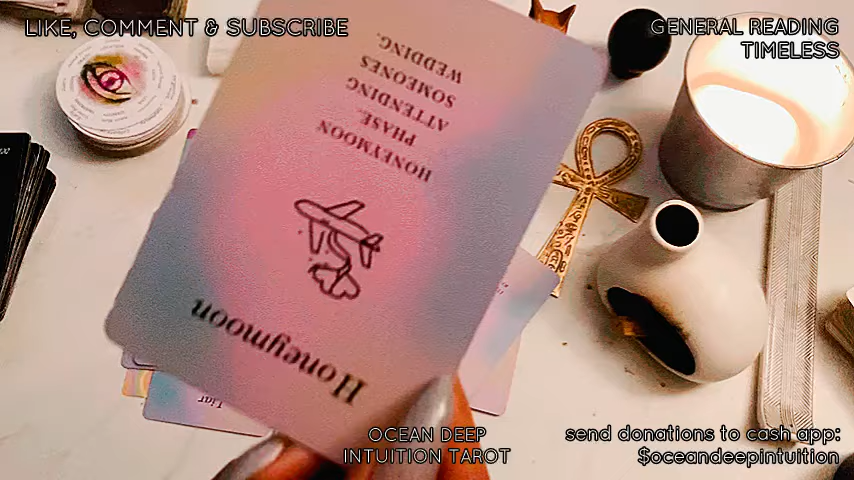 LIKE, COMMENT & SUBSCRIBE
GENERAL READING
TIMELESS
HONEYMOON
PHASE.
ATTENDING
SOMEONES
WEDDING.
Honeymoon
Liar
OCEAN DEEP
INTUITION TAROT
send donations to cash app:
$oceandeepintuition